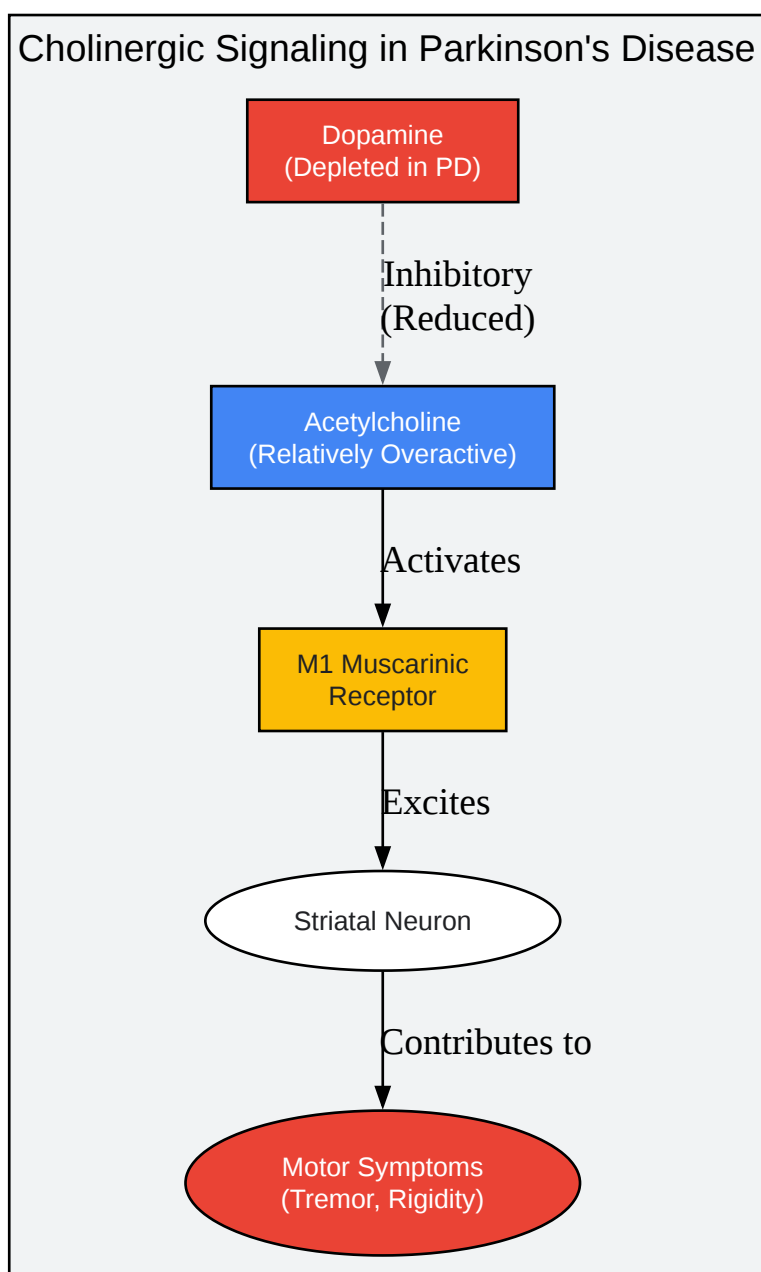 Cholinergic Signaling in Parkinson's Disease
Dopamine
(Depleted in PD)
Inhibitory
(Reduced)
Acetylcholine
(Relatively Overactive)
Activates
M1 Muscarinic
Receptor
Excites
Striatal Neuron
Contributes to
Motor Symptoms
(Tremor, Rigidity)